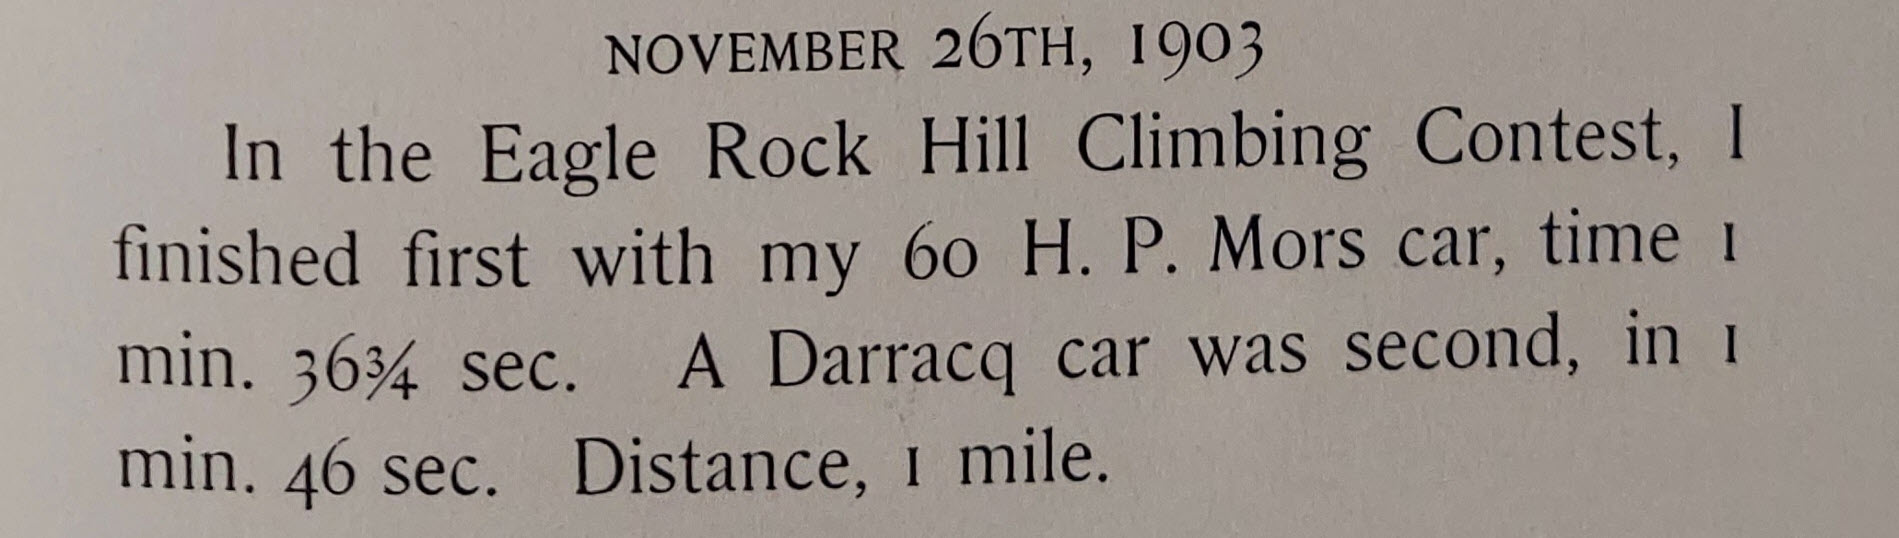 NOVEMBER 26TH, 1903
In the Eagle Rock Hill Climbing Contest, I
finished first with my 60 H. P. Mors car, time 1
min. 36¾ sec. A Darracq car was second, in 1
min. 46 sec. Distance, 1 mile.